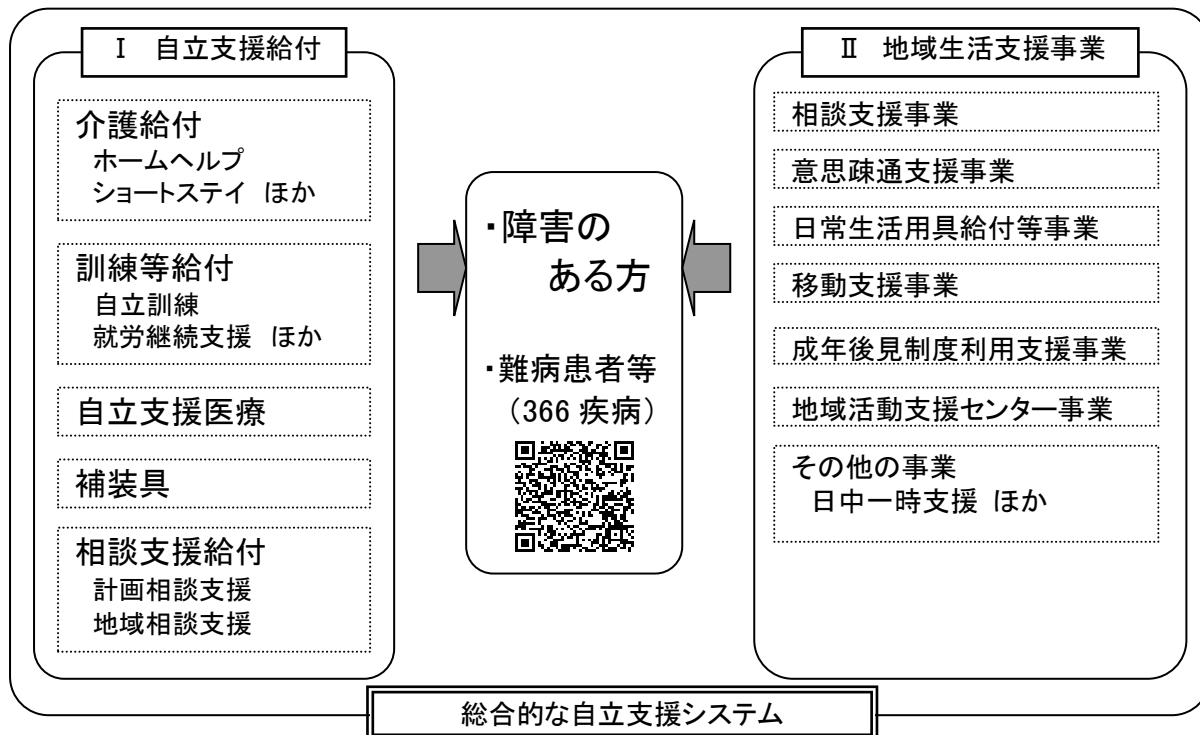 Ⅰ 自立支援給付
介護給付
ホームヘルプ
ショートステイ ほか
訓練等給付
自立訓練
就労継続支援 ほか
自立支援医療
補装具
相談支援給付
計画相談支援
地域相談支援
・障害の
ある方
・難病患者等
（366 疾病）
Ⅱ 地域生活支援事業
相談支援事業
意思疎通支援事業
日常生活用具給付等事業
移動支援事業
成年後見制度利用支援事業
地域活動支援センター事業
その他の事業
日中一時支援 ほか
総合的な自立支援システム